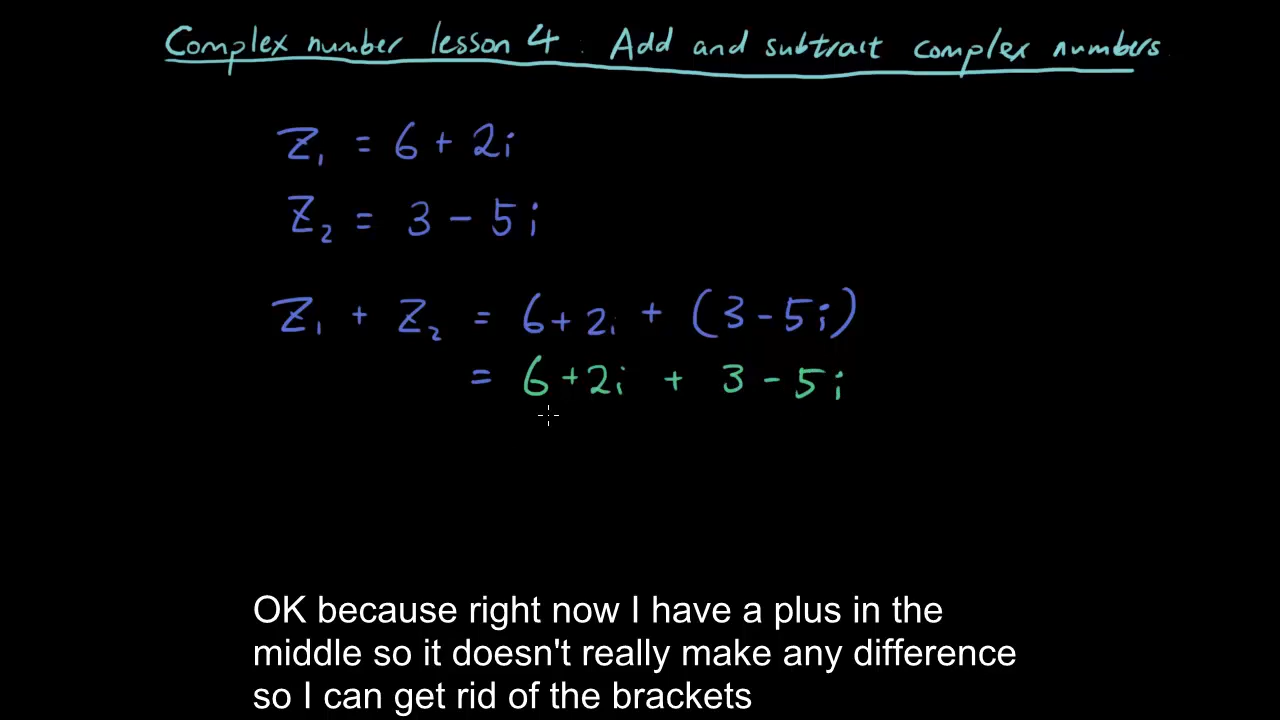 Complex number lesson 4 : Add and subtract complex numbers
Z₁ = 6 + 2i
Z₂ = 3 - 5i
Z₁ + Z₂ = 6 + 2i + (3 - 5i)
= 6 + 2i + 3 - 5i
OK because right now I have a plus in the
middle so it doesn't really make any difference
so I can get rid of the brackets